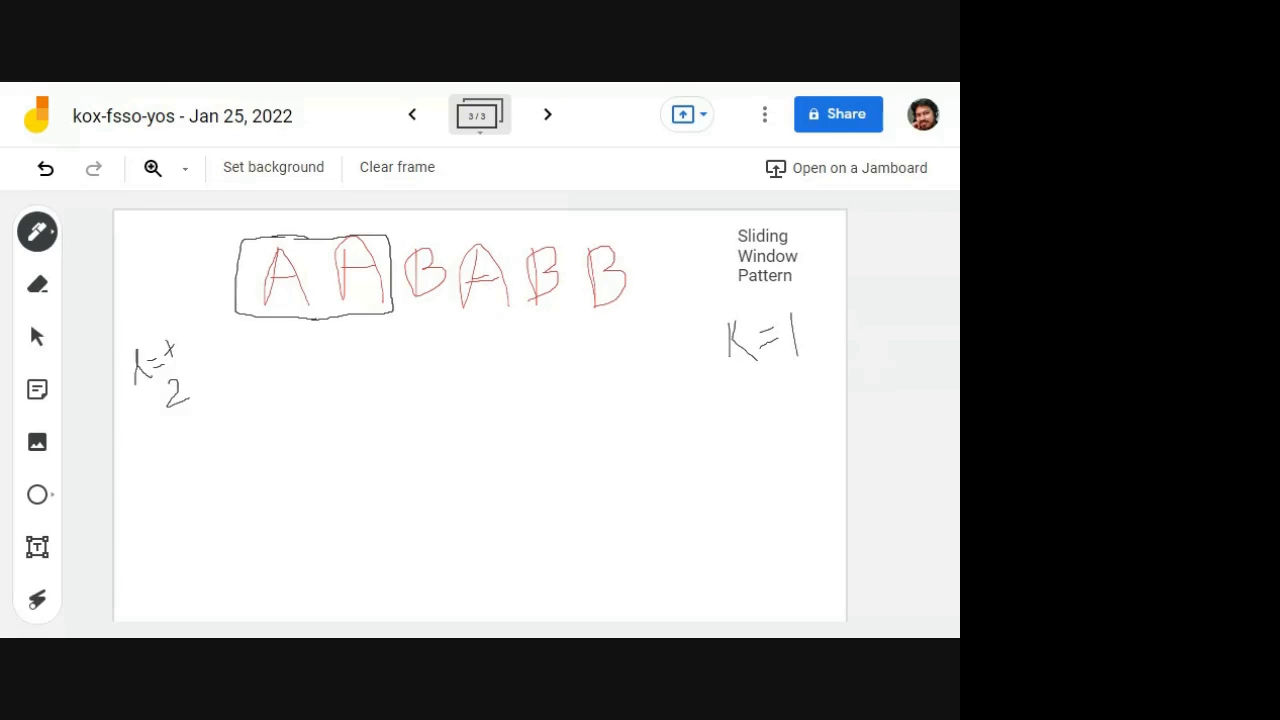 kox-fsso-yos - Jan 25, 2022
3 / 3
Share
Set background
Clear frame
Open on a Jamboard
A A B A B B
Sliding
Window
Pattern
K=1
2